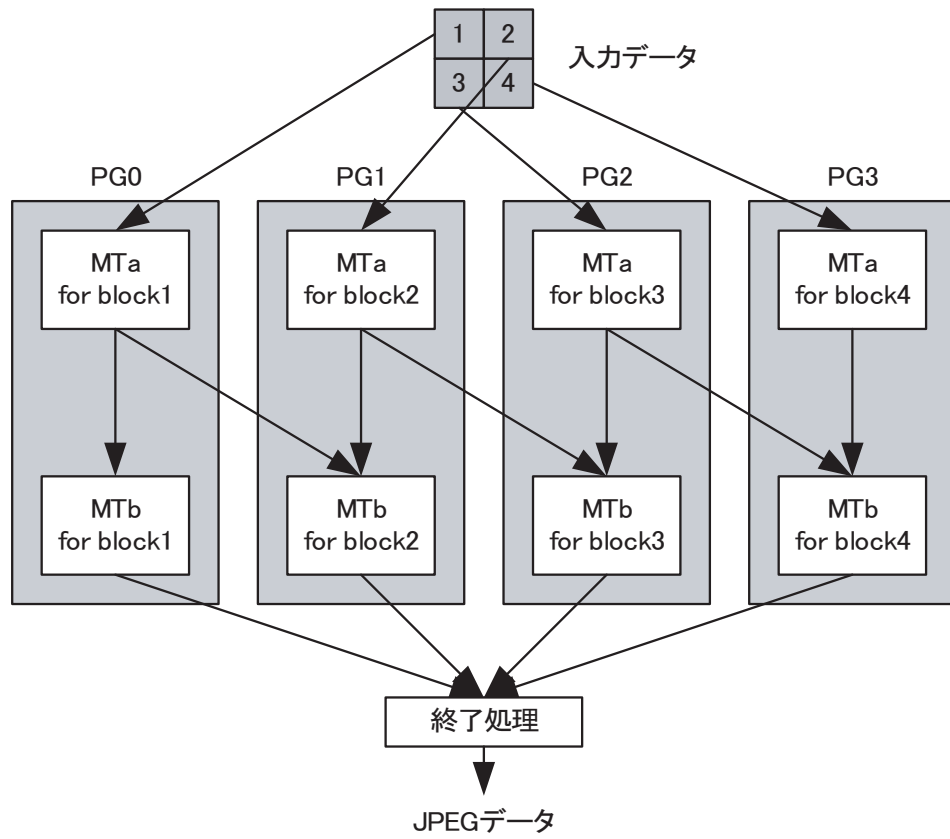 1 2
入力データ
3 4
PG0 PG1 PG2 PG3
MTa MTa MTa MTa
for block1 for block2 for block3 for block4
MTb MTb MTb MTb
for block1 for block2 for block3 for block4
終了処理
JPEGデータ